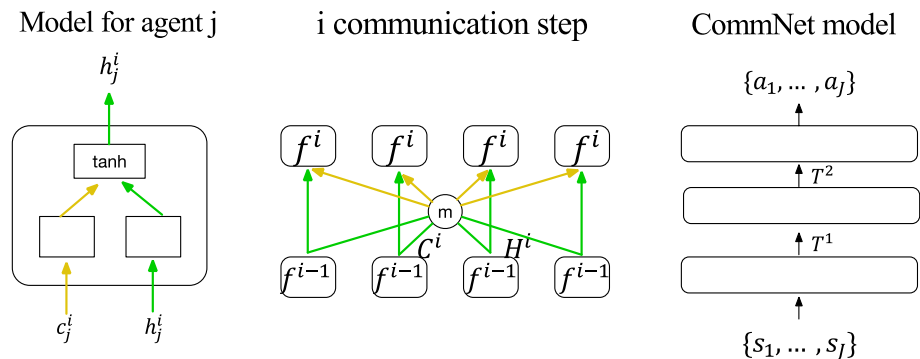 Model for agent j
h_j^i
tanh
c_j^i
h_j^i
i communication step
f^i f^i f^i f^i
m
C^i H^i
f^{i-1} f^{i-1} f^{i-1} f^{i-1}
CommNet model
{a_1, … , a_J}
T^2
T^1
{s_1, … , s_J}